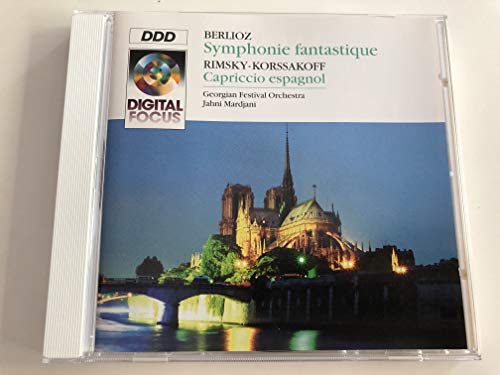 DDD
DIGITAL
FOCUS
BERLIOZ
Symphonie fantastique
RIMSKY-KORSSAKOFF
Capriccio espagnol
Georgian Festival Orchestra
Jahni Mardjani